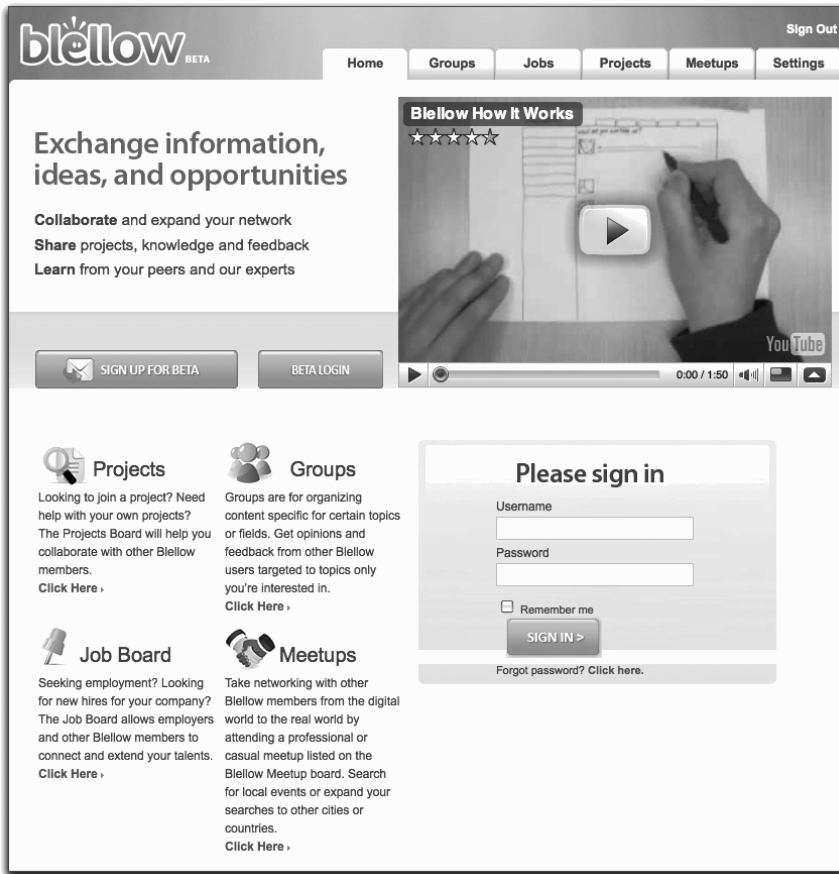 blellow BETA
Sign Out
Home
Groups
Jobs
Projects
Meetups
Settings
Exchange information,
ideas, and opportunities
Collaborate and expand your network
Share projects, knowledge and feedback
Learn from your peers and our experts
SIGN UP FOR BETA
BETA LOGIN
Blellow How It Works
You Tube
0:00 / 1:50
Projects
Looking to join a project? Need
help with your own projects?
The Projects Board will help you
collaborate with other Blellow
members.
Click Here ›
Groups
Groups are for organizing
content specific for certain topics
or fields. Get opinions and
feedback from other Blellow
users targeted to topics only
you're interested in.
Click Here ›
Job Board
Seeking employment? Looking
for new hires for your company?
The Job Board allows employers
and other Blellow members to
connect and extend your talents.
Click Here ›
Meetups
Take networking with other
Blellow members from the digital
world to the real world by
attending a professional or
casual meetup listed on the
Blellow Meetup board. Search
for local events or expand your
searches to other cities or
countries.
Click Here ›
Please sign in
Username
Password
Remember me
SIGN IN >
Forgot password? Click here.